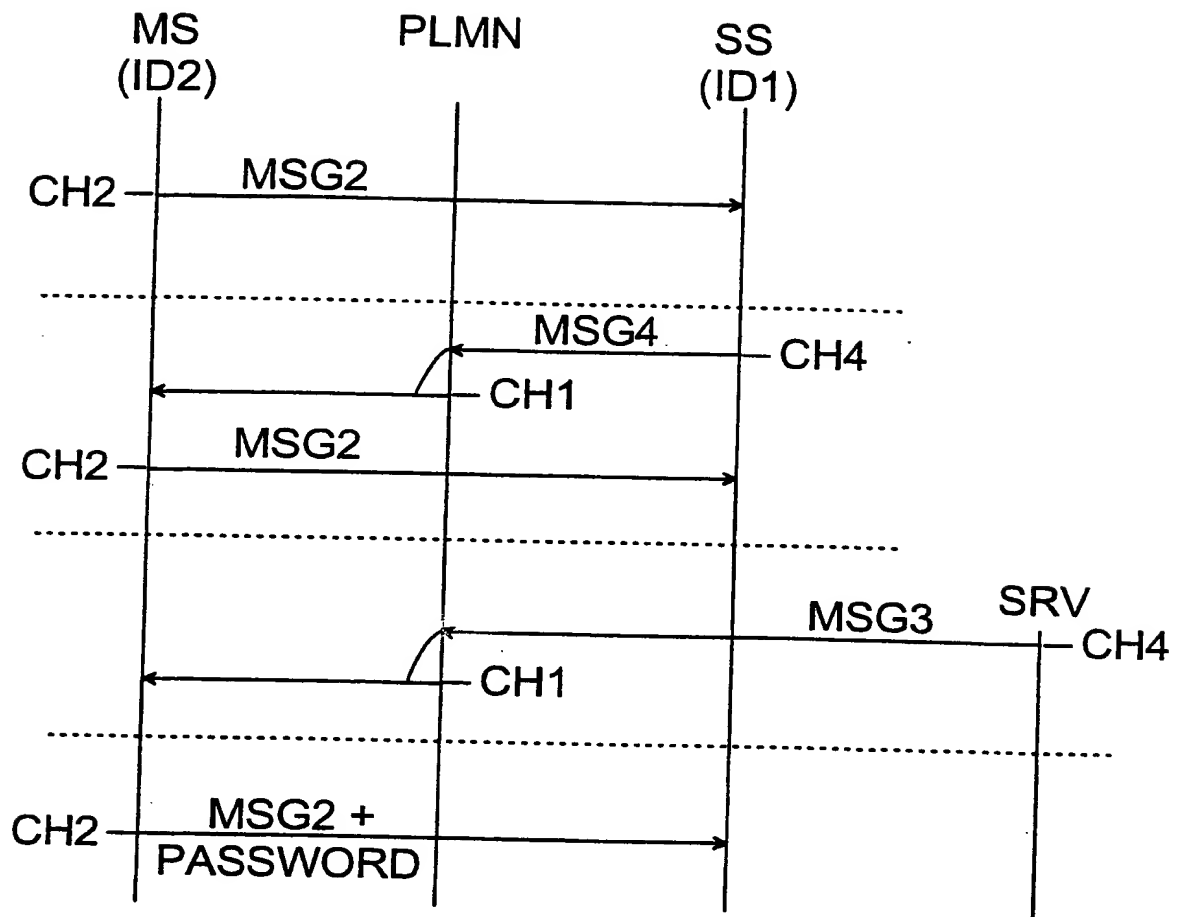 MS PLMN SS
(ID2) (ID1)
CH2 MSG2
MSG4 CH4
CH1
CH2 MSG2
MSG3 SRV
CH4
CH1
CH2 MSG2 +
PASSWORD